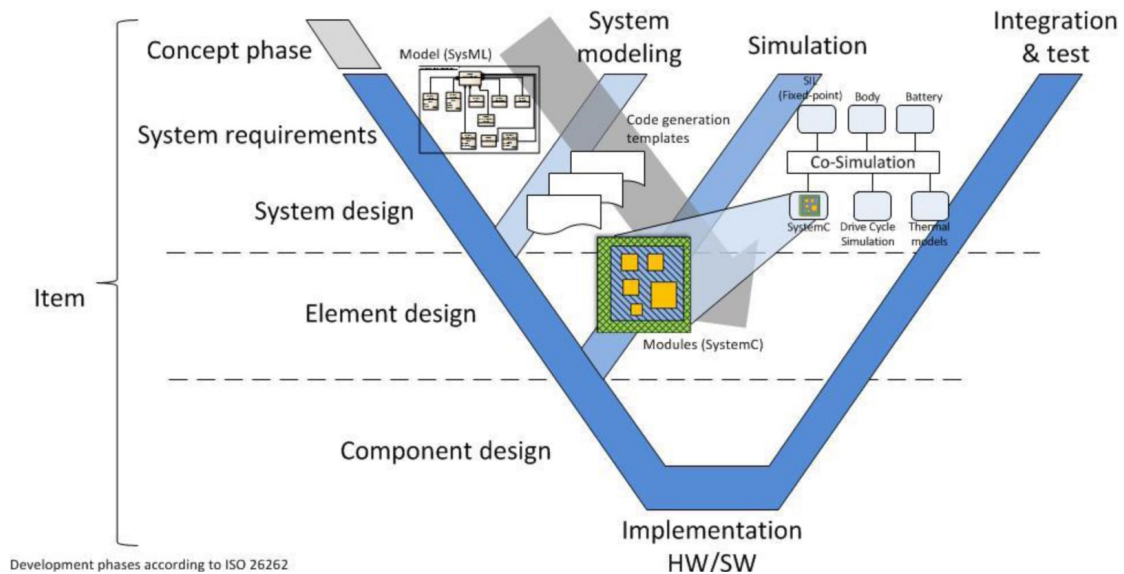 Concept phase
Model (SysML)
System
modeling
Simulation
Integration
& test
System requirements
Code generation
templates
SIL
(Fixed-point)
Body
Battery
Co-Simulation
System design
SystemC
Drive Cycle
Simulation
Thermal
models
Item
Element design
Modules (SystemC)
Component design
Implementation
HW/SW
Development phases according to ISO 26262